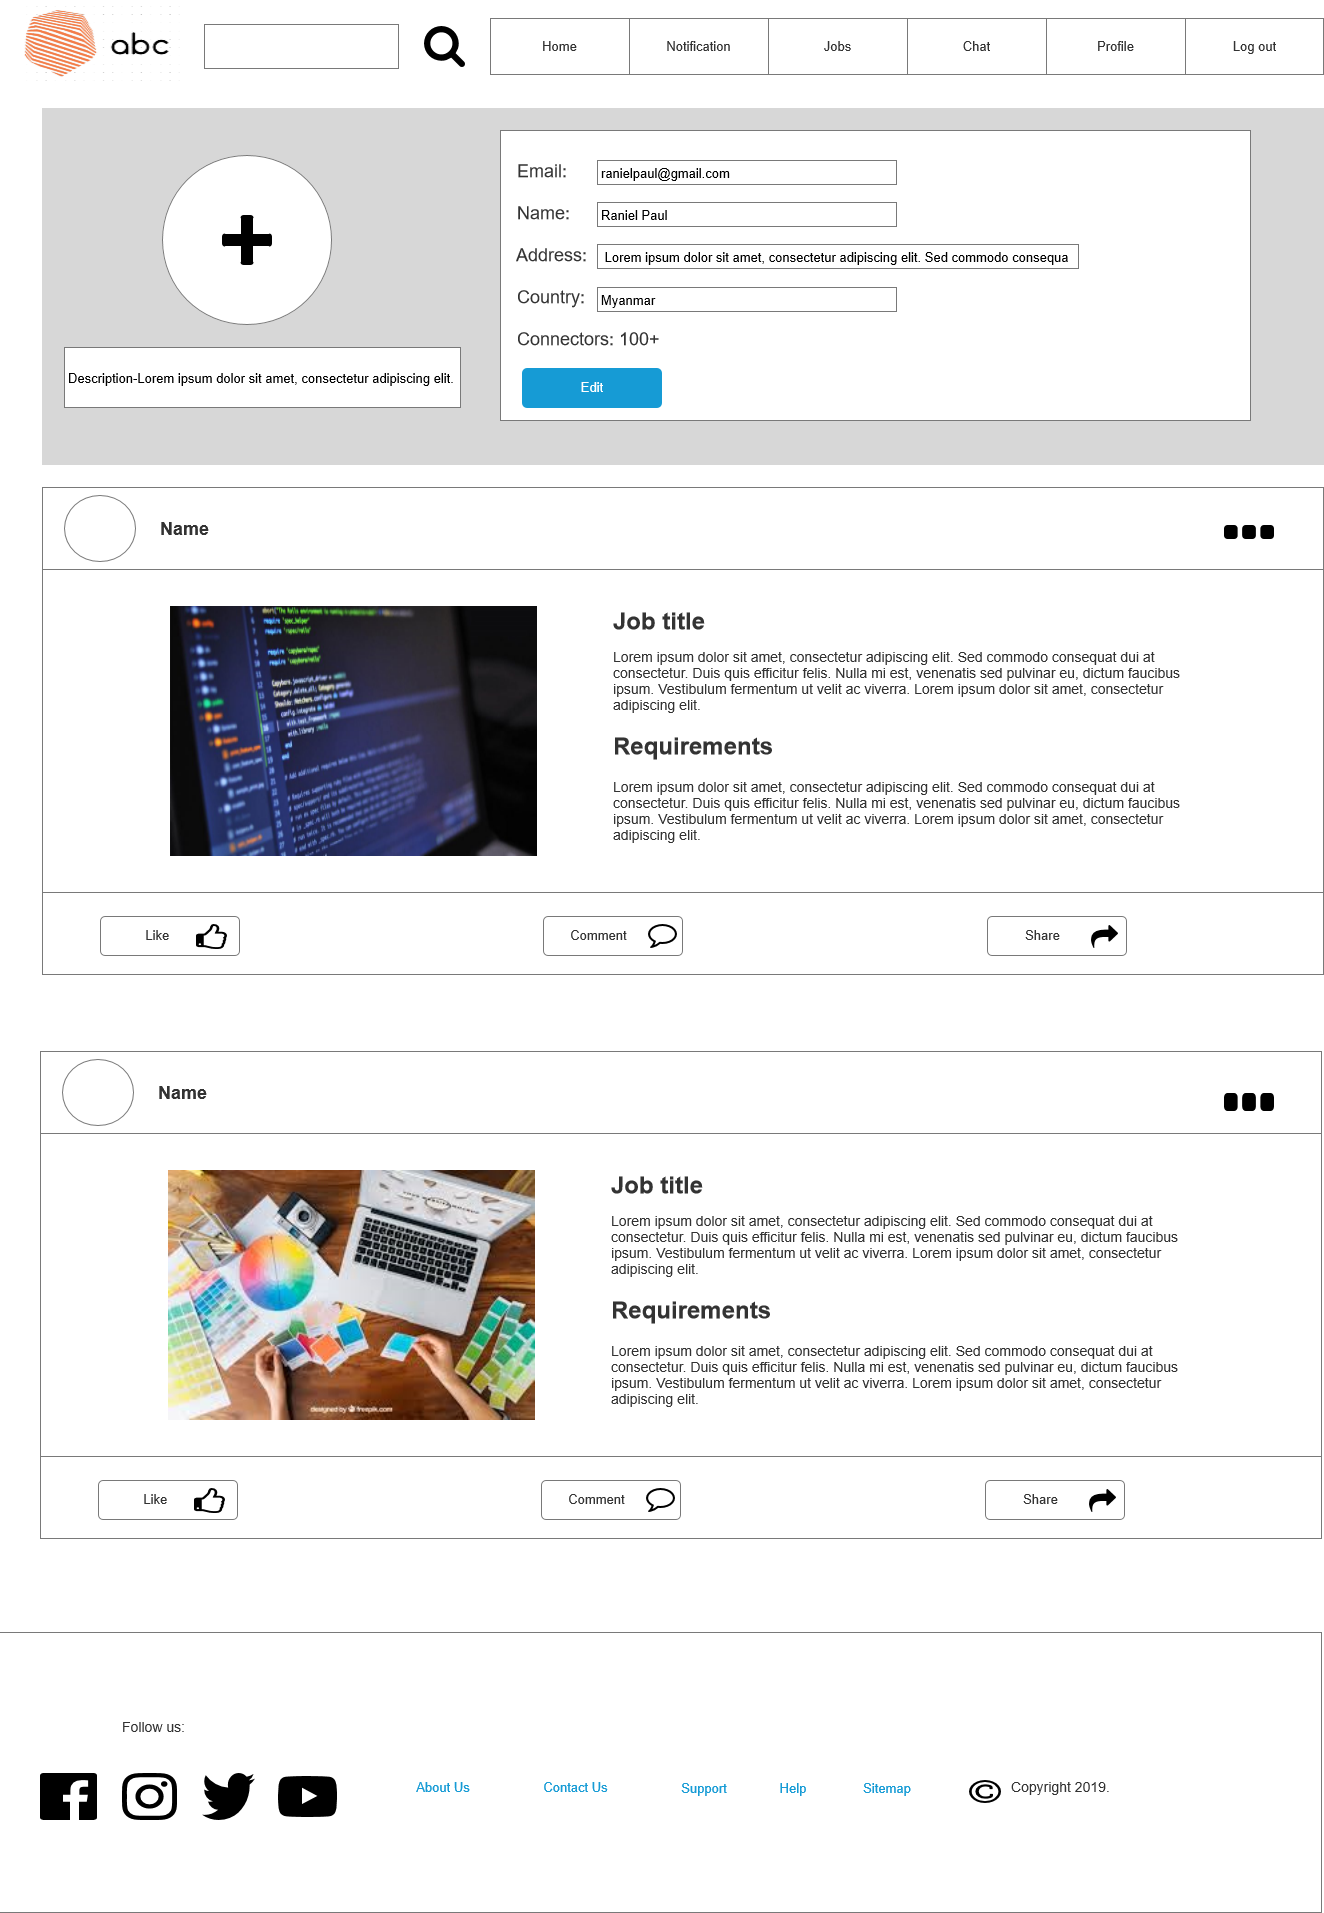 abc
Home
Notification
Jobs
Chat
Profile
Log out
Email:
ranielpaul@gmail.com
Name:
Raniel Paul
Address:
Lorem ipsum dolor sit amet, consectetur adipiscing elit. Sed commodo consequa
Country:
Myanmar
Connectors: 100+
Edit
Description-Lorem ipsum dolor sit amet, consectetur adipiscing elit.
Name
Job title
Lorem ipsum dolor sit amet, consectetur adipiscing elit. Sed commodo consequat dui at
consectetur. Duis quis efficitur felis. Nulla mi est, venenatis sed pulvinar eu, dictum faucibus
ipsum. Vestibulum fermentum ut velit ac viverra. Lorem ipsum dolor sit amet, consectetur
adipiscing elit.
Requirements
Lorem ipsum dolor sit amet, consectetur adipiscing elit. Sed commodo consequat dui at
consectetur. Duis quis efficitur felis. Nulla mi est, venenatis sed pulvinar eu, dictum faucibus
ipsum. Vestibulum fermentum ut velit ac viverra. Lorem ipsum dolor sit amet, consectetur
adipiscing elit.
Like
Comment
Share
Name
designed by freepik.com
Job title
Lorem ipsum dolor sit amet, consectetur adipiscing elit. Sed commodo consequat dui at
consectetur. Duis quis efficitur felis. Nulla mi est, venenatis sed pulvinar eu, dictum faucibus
ipsum. Vestibulum fermentum ut velit ac viverra. Lorem ipsum dolor sit amet, consectetur
adipiscing elit.
Requirements
Lorem ipsum dolor sit amet, consectetur adipiscing elit. Sed commodo consequat dui at
consectetur. Duis quis efficitur felis. Nulla mi est, venenatis sed pulvinar eu, dictum faucibus
ipsum. Vestibulum fermentum ut velit ac viverra. Lorem ipsum dolor sit amet, consectetur
adipiscing elit.
Like
Comment
Share
Follow us:
About Us
Contact Us
Support
Help
Sitemap
© Copyright 2019.